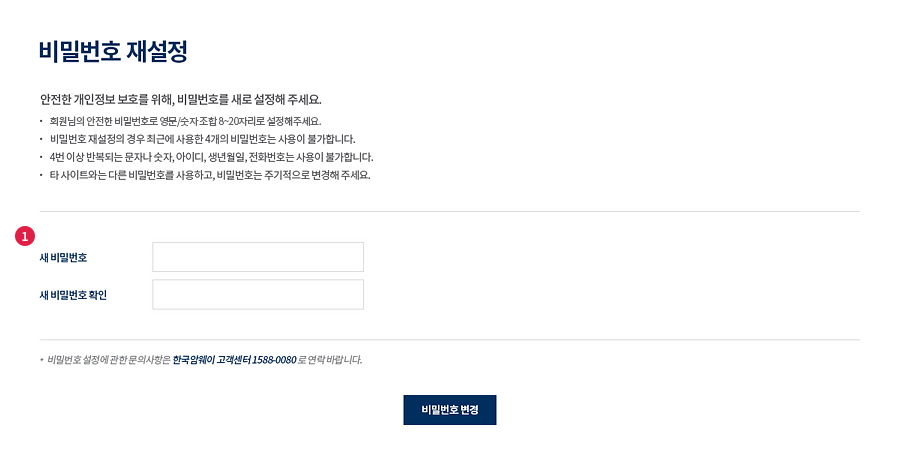 비밀번호 재설정
안전한 개인정보 보호를 위해, 비밀번호를 새로 설정해 주세요.
· 회원님의 안전한 비밀번호로 영문/숫자 조합 8~20자리로 설정해주세요.
· 비밀번호 재설정의 경우 최근에 사용한 4개의 비밀번호는 사용이 불가합니다.
· 4번 이상 반복되는 문자나 숫자, 아이디, 생년월일, 전화번호는 사용이 불가합니다.
· 타 사이트와는 다른 비밀번호를 사용하고, 비밀번호는 주기적으로 변경해 주세요.
1
새 비밀번호
새 비밀번호 확인
* 비밀번호 설정에 관한 문의사항은 한국암웨이 고객센터 1588-0080 로 연락 바랍니다.
비밀번호 변경